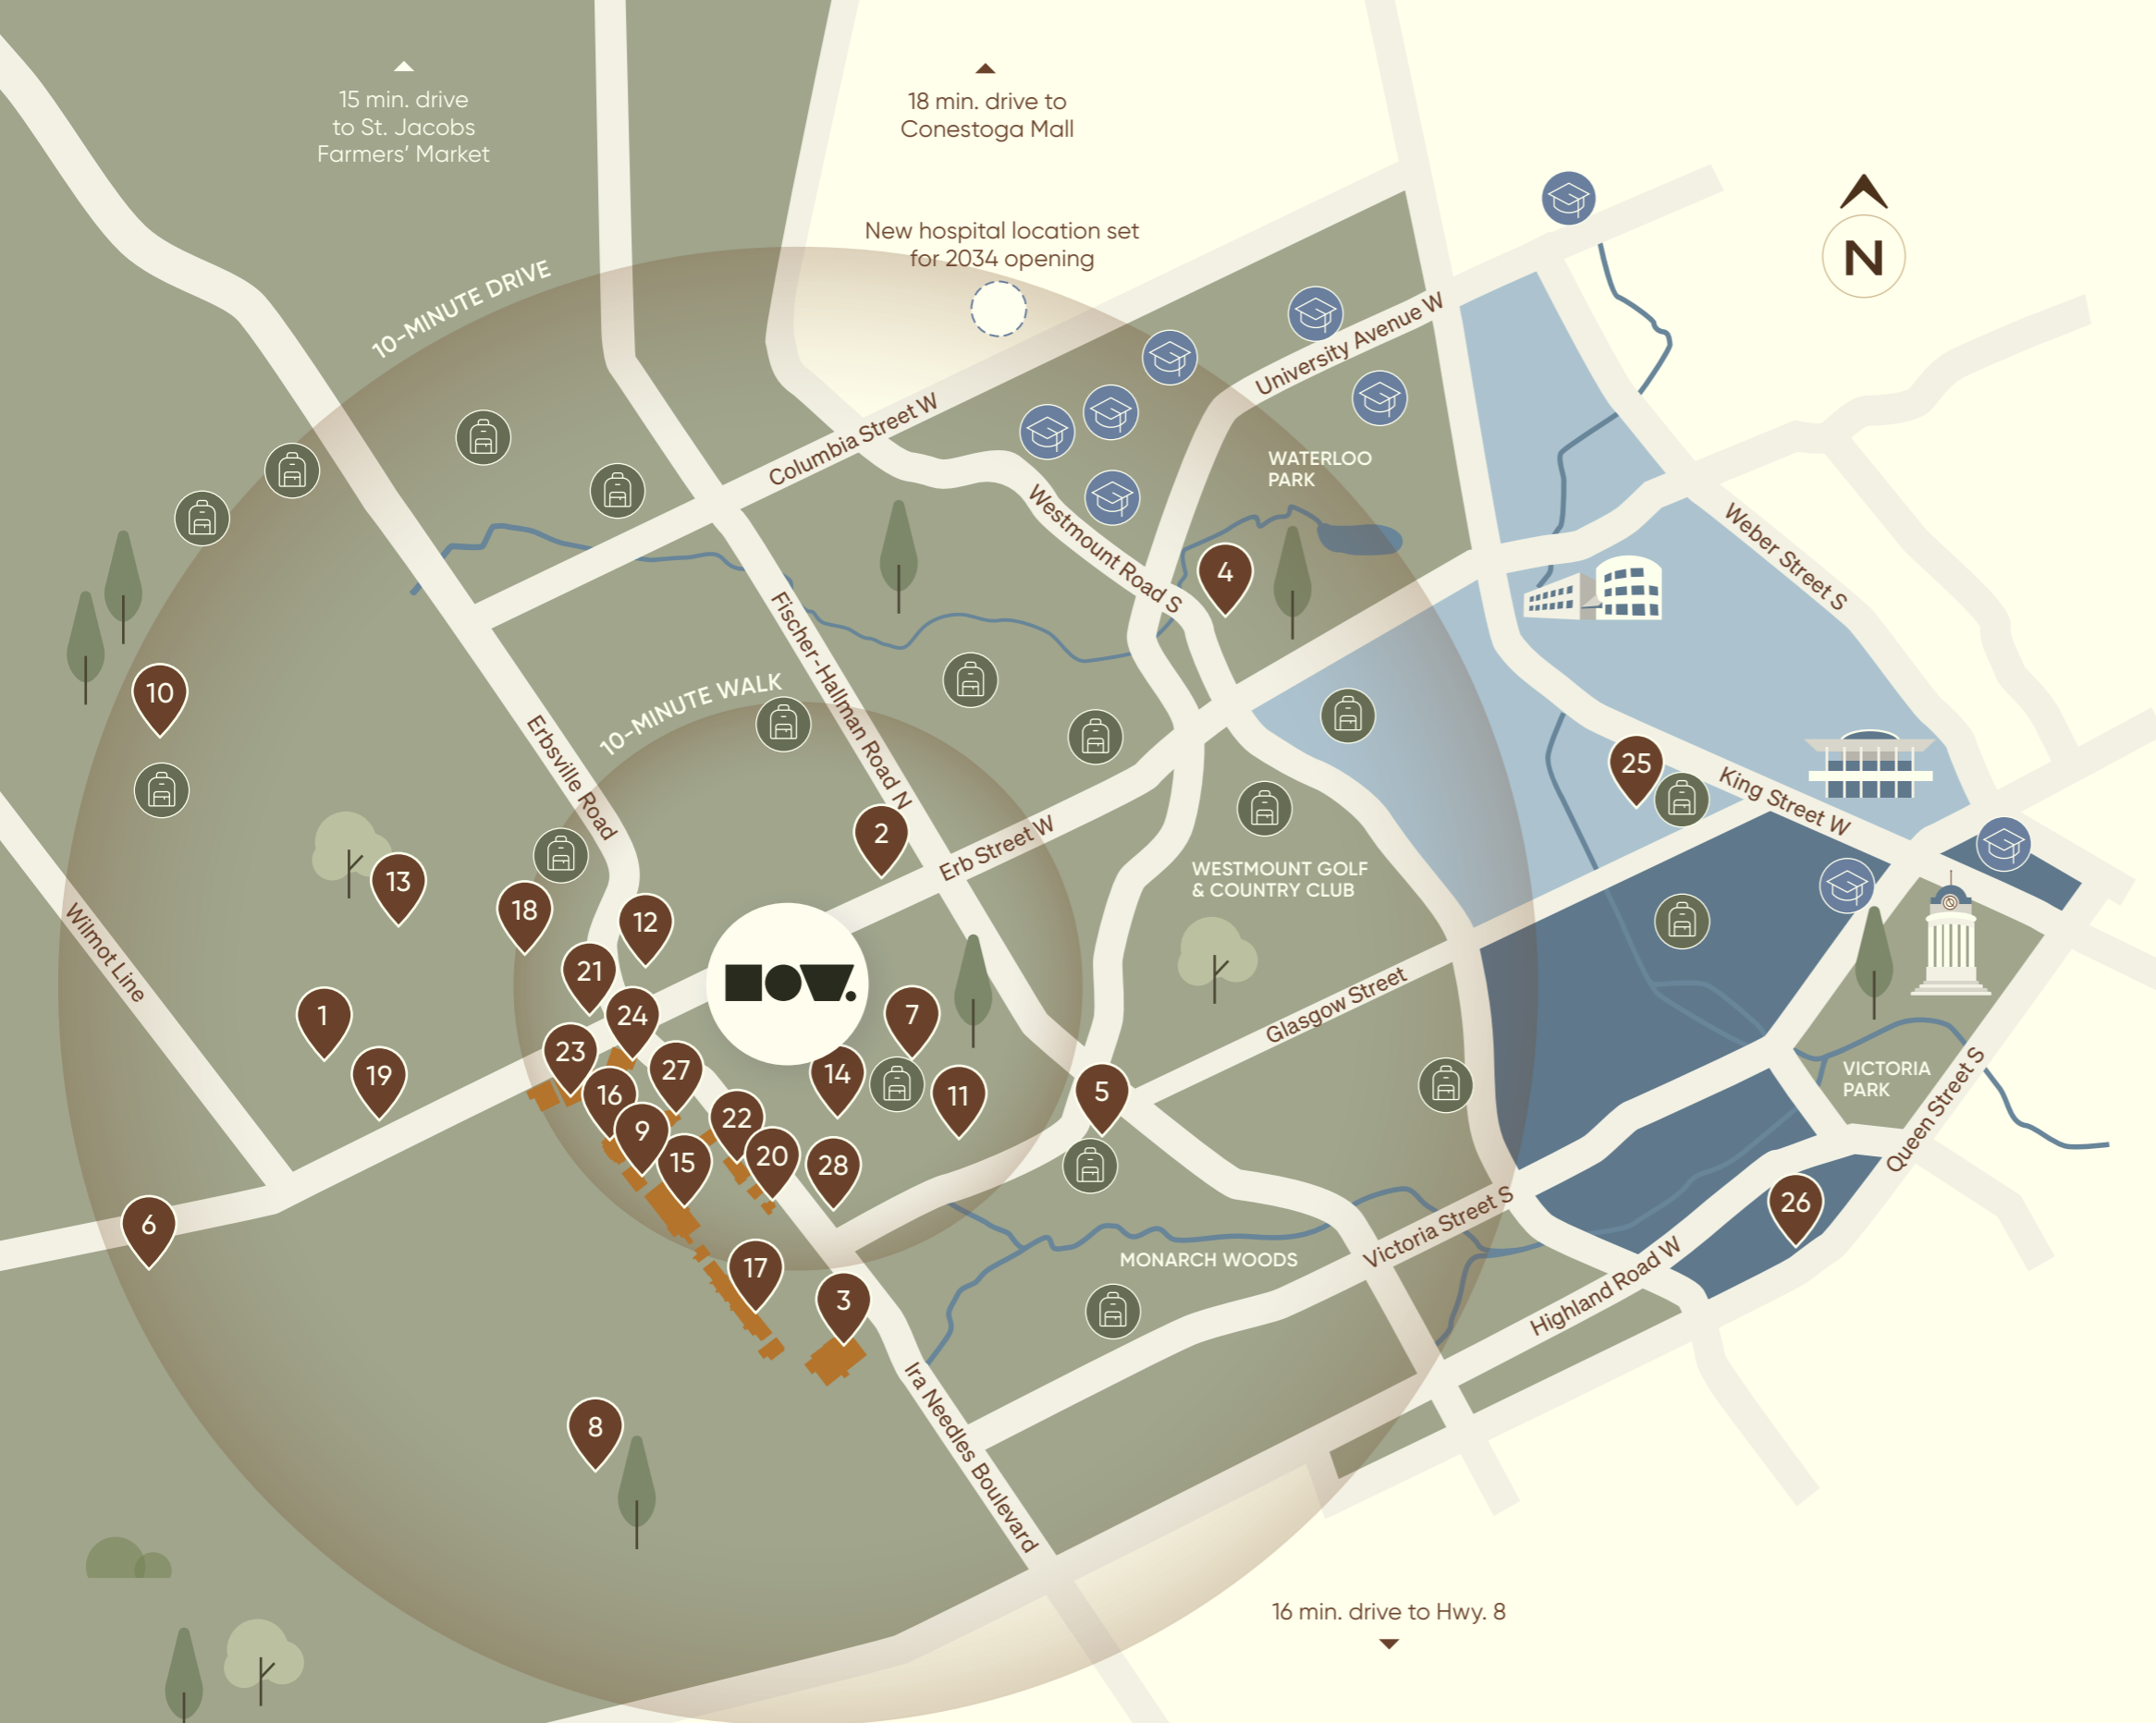 15 min. drive
to St. Jacobs
Farmers’ Market
18 min. drive to
Conestoga Mall
New hospital location set
for 2034 opening
N
10-MINUTE DRIVE
University Avenue W
Columbia Street W
WATERLOO
PARK
Westmount Road S
Weber Street S
4
Fischer-Hallman Road N
10-MINUTE WALK
10
Erbsville Road
25
King Street W
2
Erb Street W
WESTMOUNT GOLF
& COUNTRY CLUB
13
18
12
Wilmot Line
21
NOW.
1
24
7
Glasgow Street
23
19
27
14
16
11
5
VICTORIA
PARK
9
22
15
20
28
Queen Street S
6
26
Victoria Street S
MONARCH WOODS
17
3
Highland Road W
8
Ira Needles Boulevard
16 min. drive to Hwy. 8